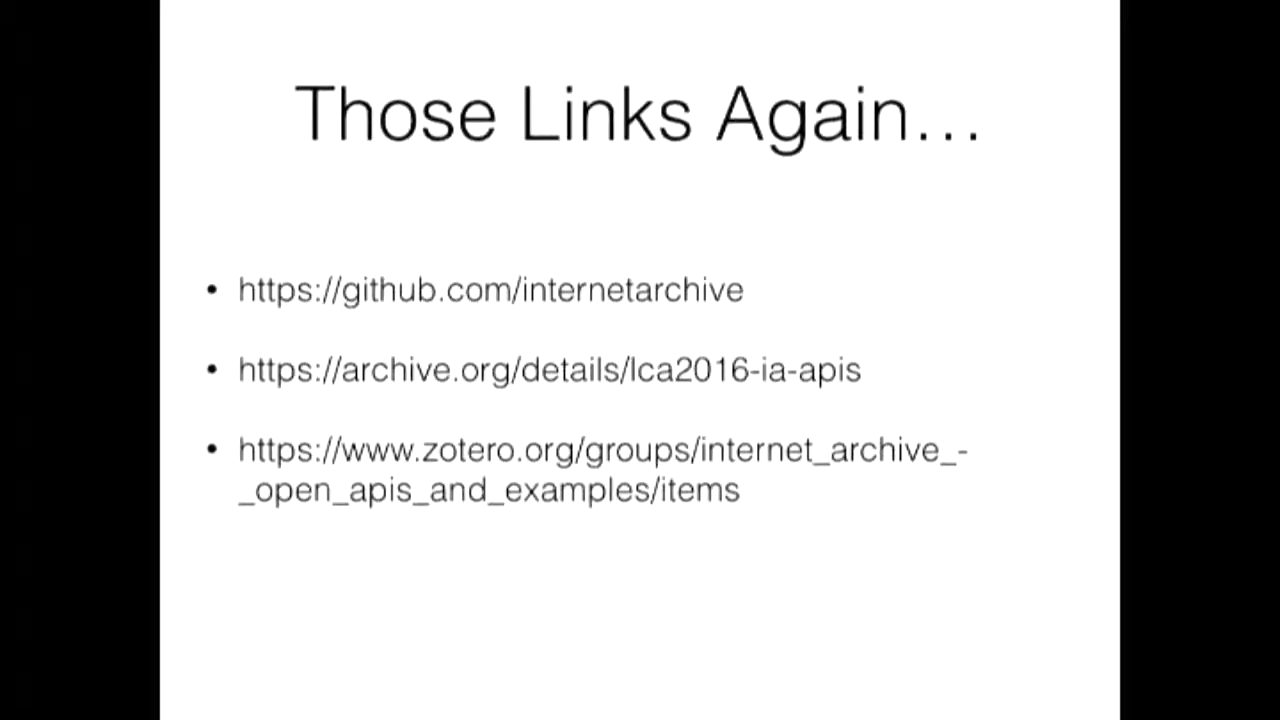 Those Links Again…
• https://github.com/internetarchive
• https://archive.org/details/lca2016-ia-apis
• https://www.zotero.org/groups/internet_archive_-
_open_apis_and_examples/items